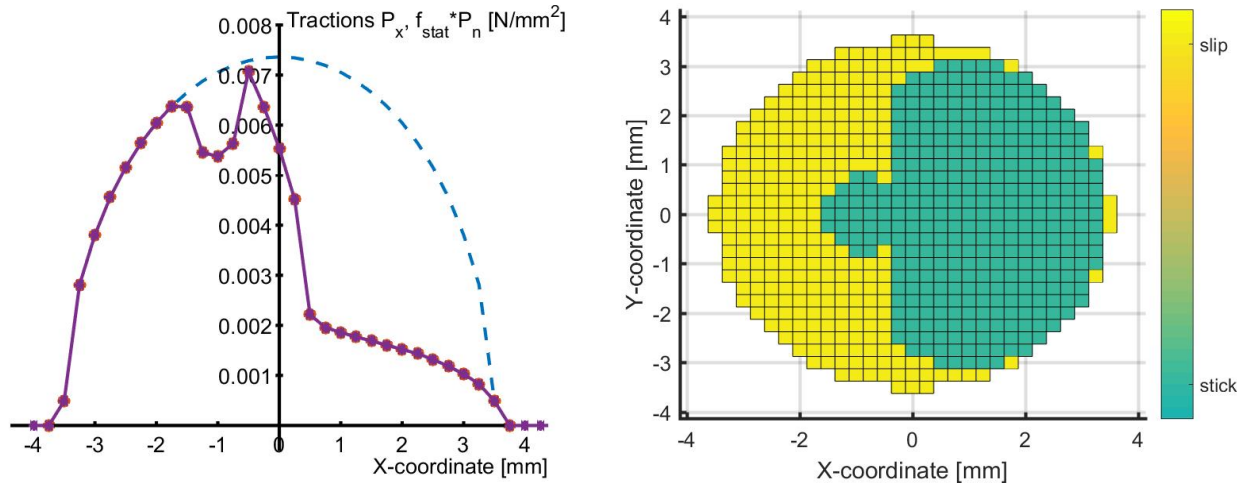 Tractions Pₓ, f_stat*Pₙ [N/mm²]
0.008
0.007
0.006
0.005
0.004
0.003
0.002
0.001
-4 -3 -2 -1 0 1 2 3 4
X-coordinate [mm]
4
3
2
1
0
-1
-2
-3
-4
Y-coordinate [mm]
-4 -2 0 2 4
X-coordinate [mm]
slip
stick